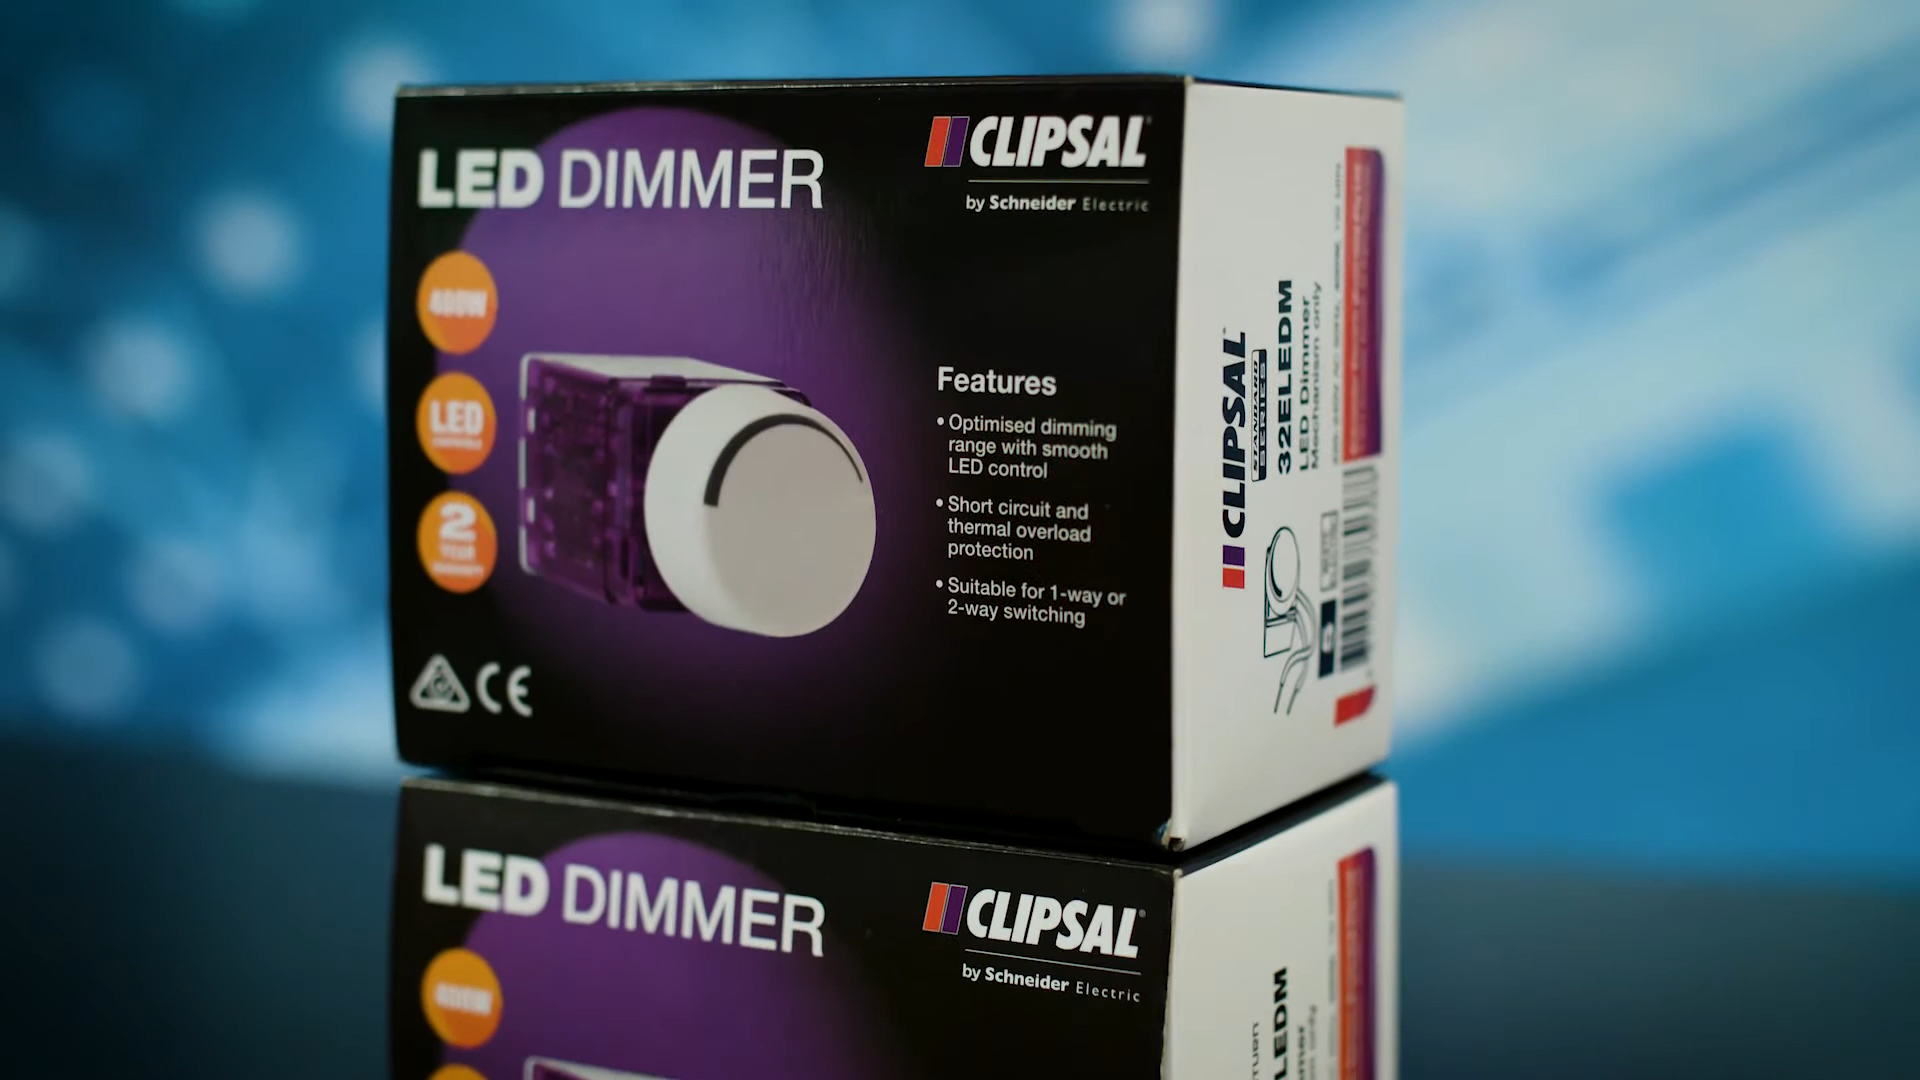 LED DIMMER
CLIPSAL
by Schneider Electric
400W
LED
2
YEAR
WARRANTY
Features
• Optimised dimming
range with smooth
LED control
• Short circuit and
thermal overload
protection
• Suitable for 1-way or
2-way switching
CE
CLIPSAL
STANDARD
SERIES
32ELEDM
LED Dimmer
Mechanism only
LED DIMMER
CLIPSAL
by Schneider Electric
400W
LEDM